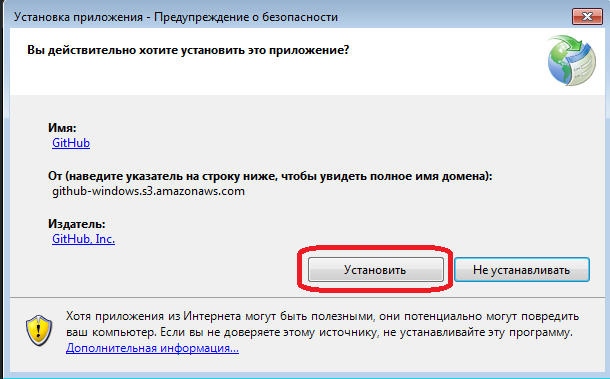 Установка приложения - Предупреждение о безопасности
Вы действительно хотите установить это приложение?
Имя:
GitHub
От (наведите указатель на строку ниже, чтобы увидеть полное имя домена):
github-windows.s3.amazonaws.com
Издатель:
GitHub, Inc.
Установить
Не устанавливать
Хотя приложения из Интернета могут быть полезными, они потенциально могут повредить
ваш компьютер. Если вы не доверяете этому источнику, не устанавливайте эту программу.
Дополнительная информация...